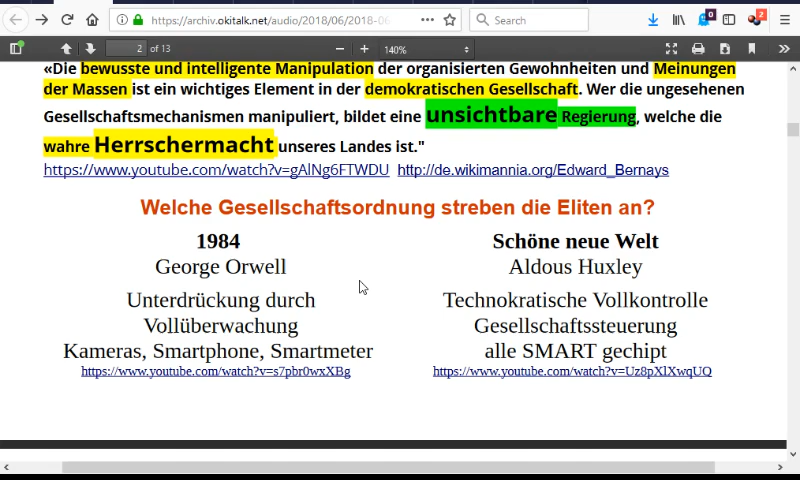 https://archiv.okitalk.net/audio/2018/06/2018-06
Search
0
2
2 of 13
140%
«Die bewusste und intelligente Manipulation der organisierten Gewohnheiten und Meinungen
der Massen ist ein wichtiges Element in der demokratischen Gesellschaft. Wer die ungesehenen
Gesellschaftsmechanismen manipuliert, bildet eine unsichtbare Regierung, welche die
wahre Herrschermacht unseres Landes ist."
https://www.youtube.com/watch?v=gAlNg6FTWDU http://de.wikimannia.org/Edward_Bernays
Welche Gesellschaftsordnung streben die Eliten an?
1984
George Orwell
Unterdrückung durch
Vollüberwachung
Kameras, Smartphone, Smartmeter
https://www.youtube.com/watch?v=s7pbr0wxXBg
Schöne neue Welt
Aldous Huxley
Technokratische Vollkontrolle
Gesellschaftssteuerung
alle SMART gechipt
https://www.youtube.com/watch?v=Uz8pXlXwqUQ